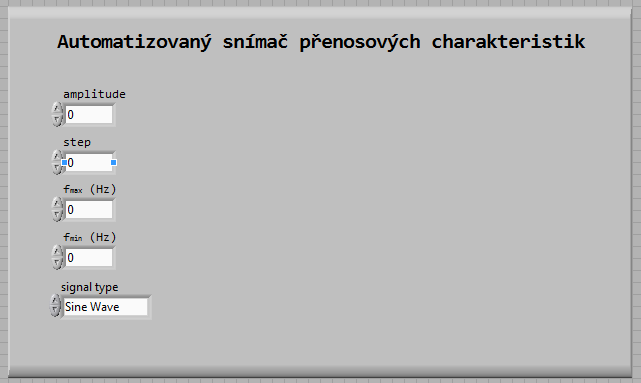 Automatizovaný snímač přenosových charakteristik
amplitude
0
step
0
fmax (Hz)
0
fmin (Hz)
0
signal type
Sine Wave